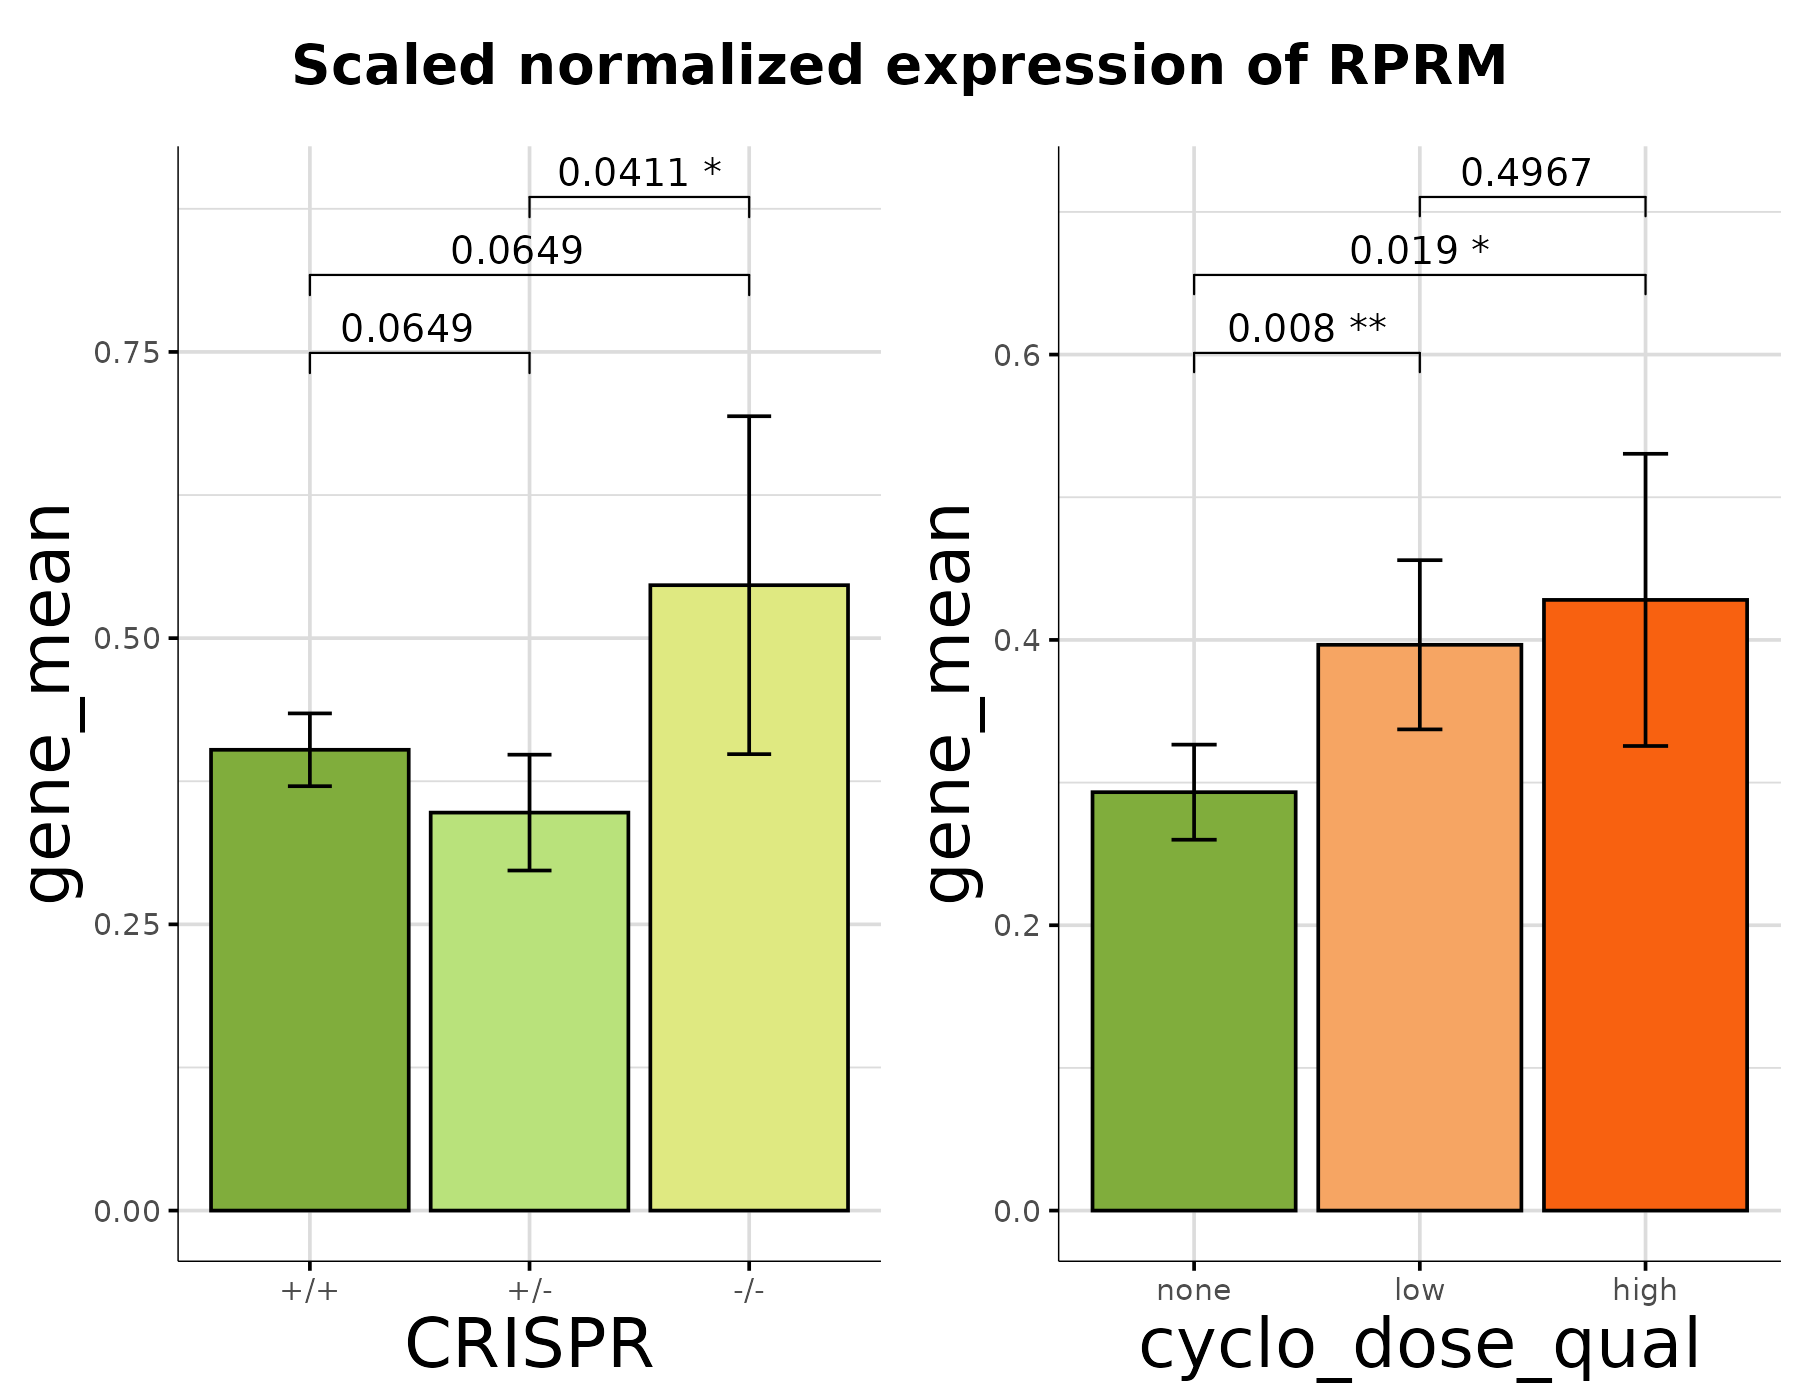 Scaled normalized expression of RPRM
0.0411 *
0.0649
0.0649
0.75
0.50
0.25
0.00
gene_mean
+/+ +/- -/-
CRISPR
0.4967
0.019 *
0.008 **
0.6
0.4
0.2
0.0
gene_mean
none low high
cyclo_dose_qual